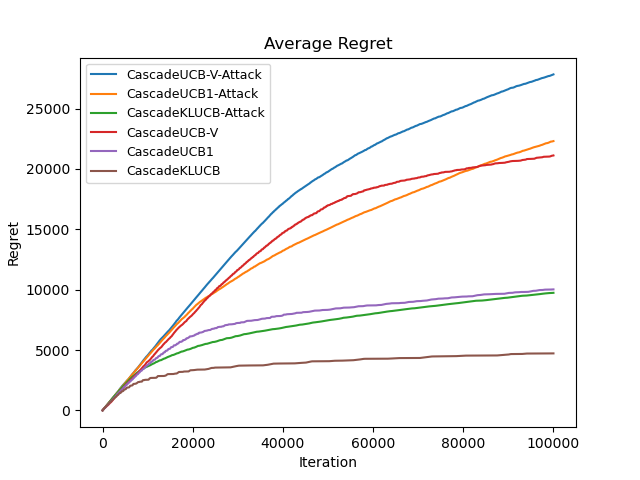 Average Regret
CascadeUCB-V-Attack
CascadeUCB1-Attack
CascadeKLUCB-Attack
CascadeUCB-V
CascadeUCB1
CascadeKLUCB
25000
20000
15000
10000
5000
0
Regret
0 20000 40000 60000 80000 100000
Iteration